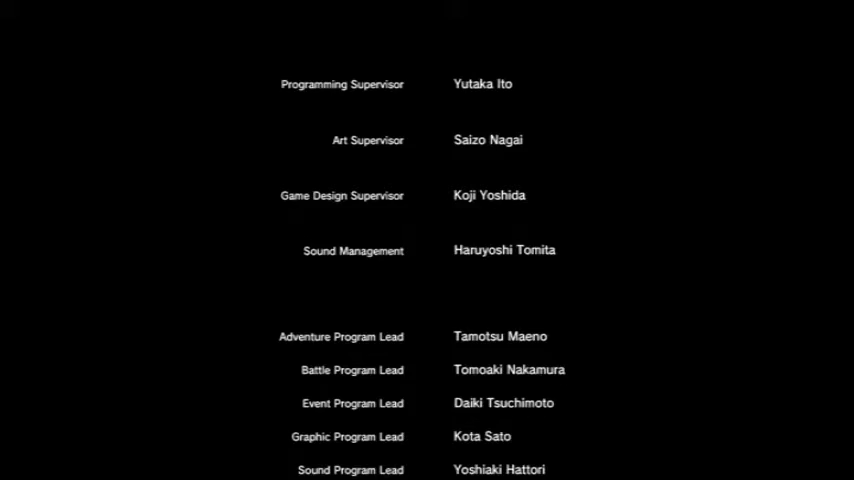 Programming Supervisor Yutaka Ito
Art Supervisor Saizo Nagai
Game Design Supervisor Koji Yoshida
Sound Management Haruyoshi Tomita
Adventure Program Lead Tamotsu Maeno
Battle Program Lead Tomoaki Nakamura
Event Program Lead Daiki Tsuchimoto
Graphic Program Lead Kota Sato
Sound Program Lead Yoshiaki Hattori